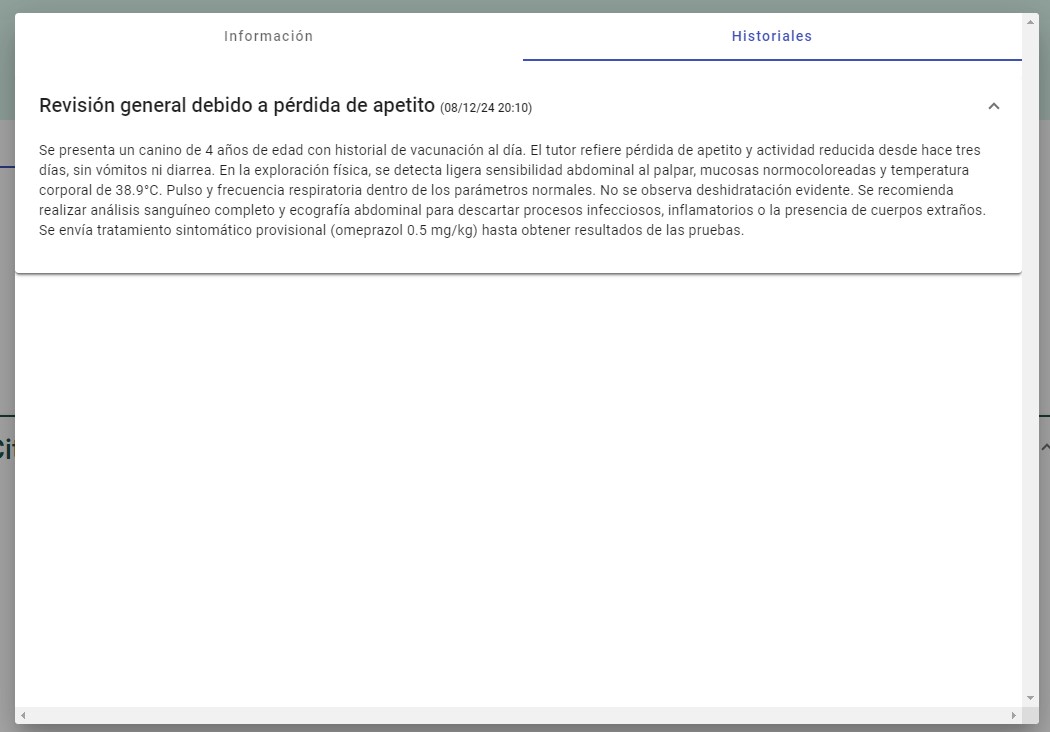 Información
Historiales
Revisión general debido a pérdida de apetito (08/12/24 20:10)
Se presenta un canino de 4 años de edad con historial de vacunación al día. El tutor refiere pérdida de apetito y actividad reducida desde hace tres
días, sin vómitos ni diarrea. En la exploración física, se detecta ligera sensibilidad abdominal al palpar, mucosas normocoloreadas y temperatura
corporal de 38.9°C. Pulso y frecuencia respiratoria dentro de los parámetros normales. No se observa deshidratación evidente. Se recomienda
realizar análisis sanguíneo completo y ecografía abdominal para descartar procesos infecciosos, inflamatorios o la presencia de cuerpos extraños.
Se envía tratamiento sintomático provisional (omeprazol 0.5 mg/kg) hasta obtener resultados de las pruebas.